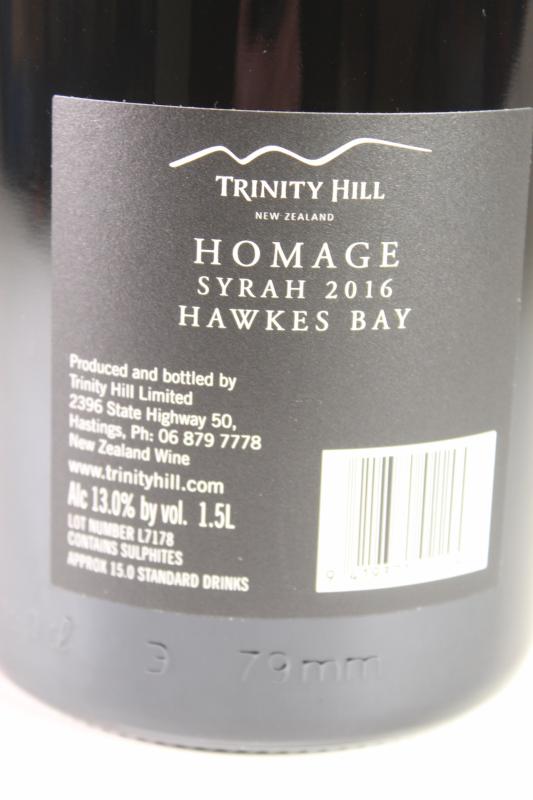 TRINITY HILL
NEW ZEALAND
HOMAGE
SYRAH 2016
HAWKES BAY
Produced and bottled by
Trinity Hill Limited
2396 State Highway 50,
Hastings, Ph: 06 879 7778
New Zealand Wine
www.trinityhill.com
Alc 13.0% by vol. 1.5L
LOT NUMBER L7178
CONTAINS SULPHITES
APPROX 15.0 STANDARD DRINKS
79mm